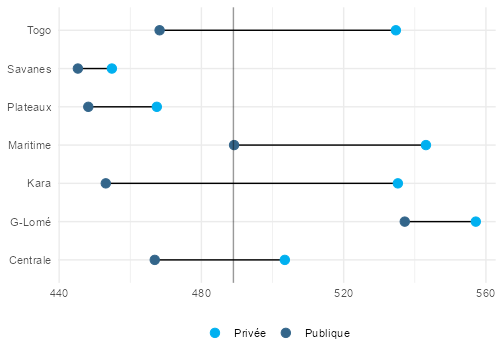 Togo
Savanes
Plateaux
Maritime
Kara
G-Lomé
Centrale
440 480 520 560
Privée Publique